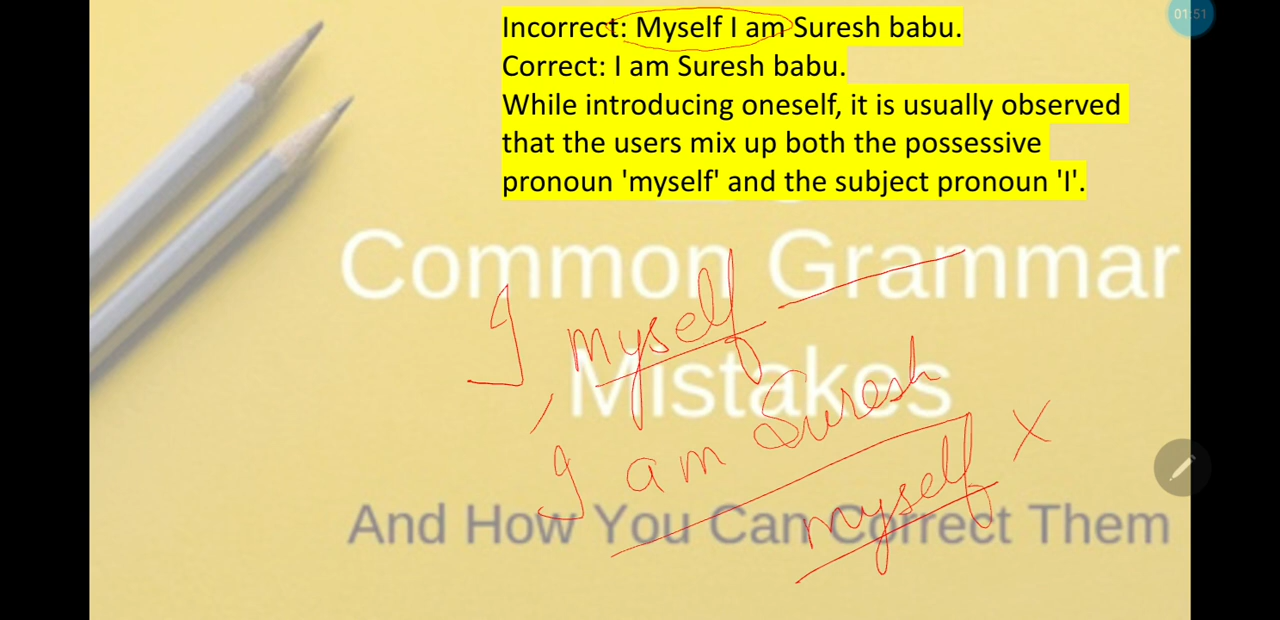 01:51
Incorrect: Myself I am Suresh babu.
Correct: I am Suresh babu.
While introducing oneself, it is usually observed
that the users mix up both the possessive
pronoun 'myself' and the subject pronoun 'I'.
Common Grammar
I, myself
Mistakes
I am Suresh
myself X
And How You Can Correct Them